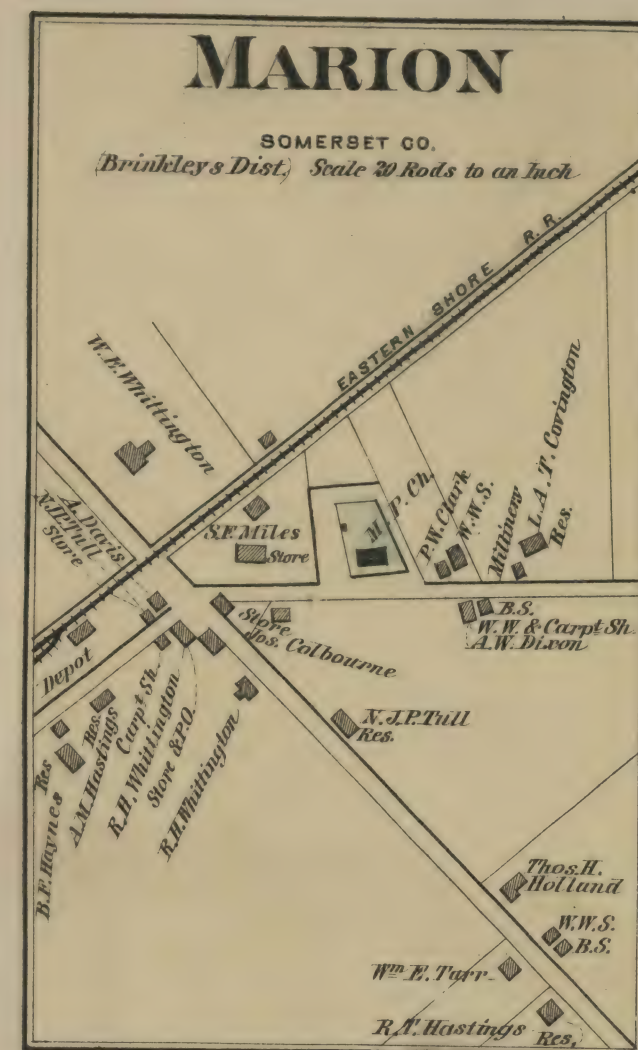 MARION
SOMERSET CO.
(Brinkleys Dist.) Scale 20 Rods to an Inch
EASTERN SHORE R. R.
W. E. Whittington
A. Davis
N. J. P. Tull
Store
S. F. Miles
Store
M. P. Ch.
P. W. Clark
W. W. S.
Millinery
L. A. T. Covington
Res.
Depot
Store
Jos. Colbourne
B. S.
W. W. & Carpt. Sh.
A. W. Dixon
Res
B. F. Haynes
Res.
A. M. Hastings
Carpt. Sh.
R. H. Whittington
Store & P.O.
R. H. Whittington
N. J. P. Tull
Res.
Thos. H.
Holland
W. W. S.
B. S.
Wm E. Tarr
R. T. Hastings
Res.